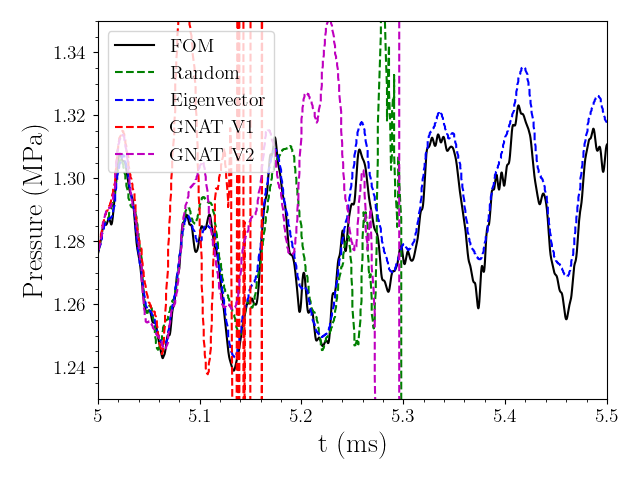 Pressure (MPa)
1.34
1.32
1.30
1.28
1.26
1.24
FOM
Random
Eigenvector
GNAT V1
GNAT V2
5
5.1
5.2
5.3
5.4
5.5
t (ms)